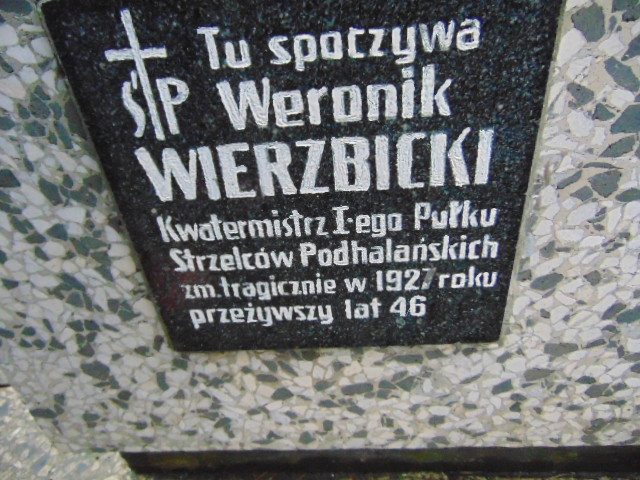 Tu spoczywa
ŚP Weronik
WIERZBICKI
Kwatermistrz I-ego Pułku
Strzelców Podhalańskich
zm. tragicznie w 1927 roku
przeżywszy lat 46